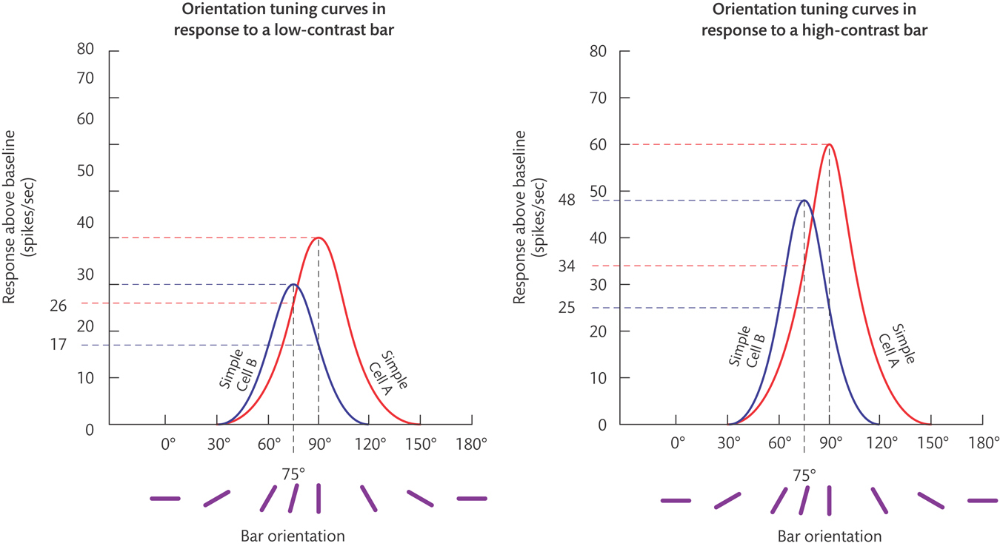 Orientation tuning curves in
response to a low-contrast bar
80
70
60
50
40
30
26
20
17
10
0
Response above baseline
(spikes/sec)
Simple
Cell B
Simple
Cell A
0°
30°
60°
90°
120°
150°
180°
75°
Bar orientation
Orientation tuning curves in
response to a high-contrast bar
80
70
60
50
48
40
34
30
25
20
10
0
Response above baseline
(spikes/sec)
Simple
Cell B
Simple
Cell A
0°
30°
60°
90°
120°
150°
180°
75°
Bar orientation